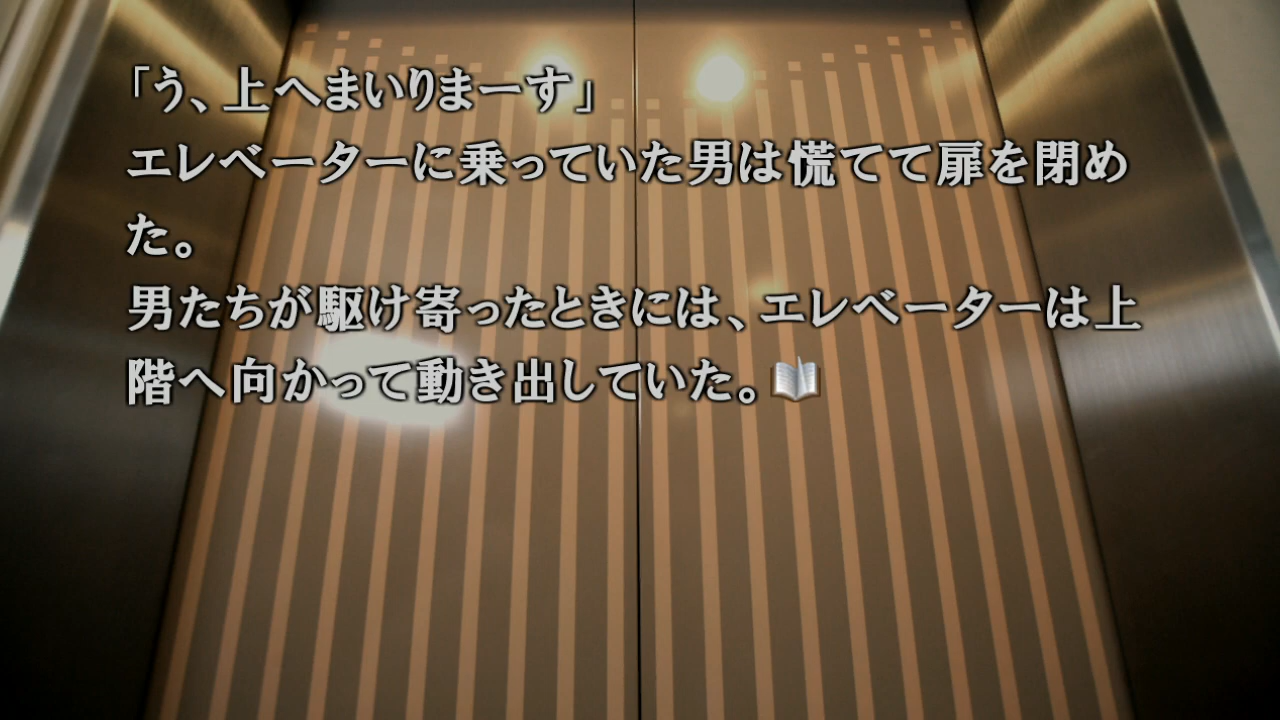 「う、上へまいりまーす」
エレベーターに乗っていた男は慌てて扉を閉め
た。
男たちが駆け寄ったときには、エレベーターは上
階へ向かって動き出していた。